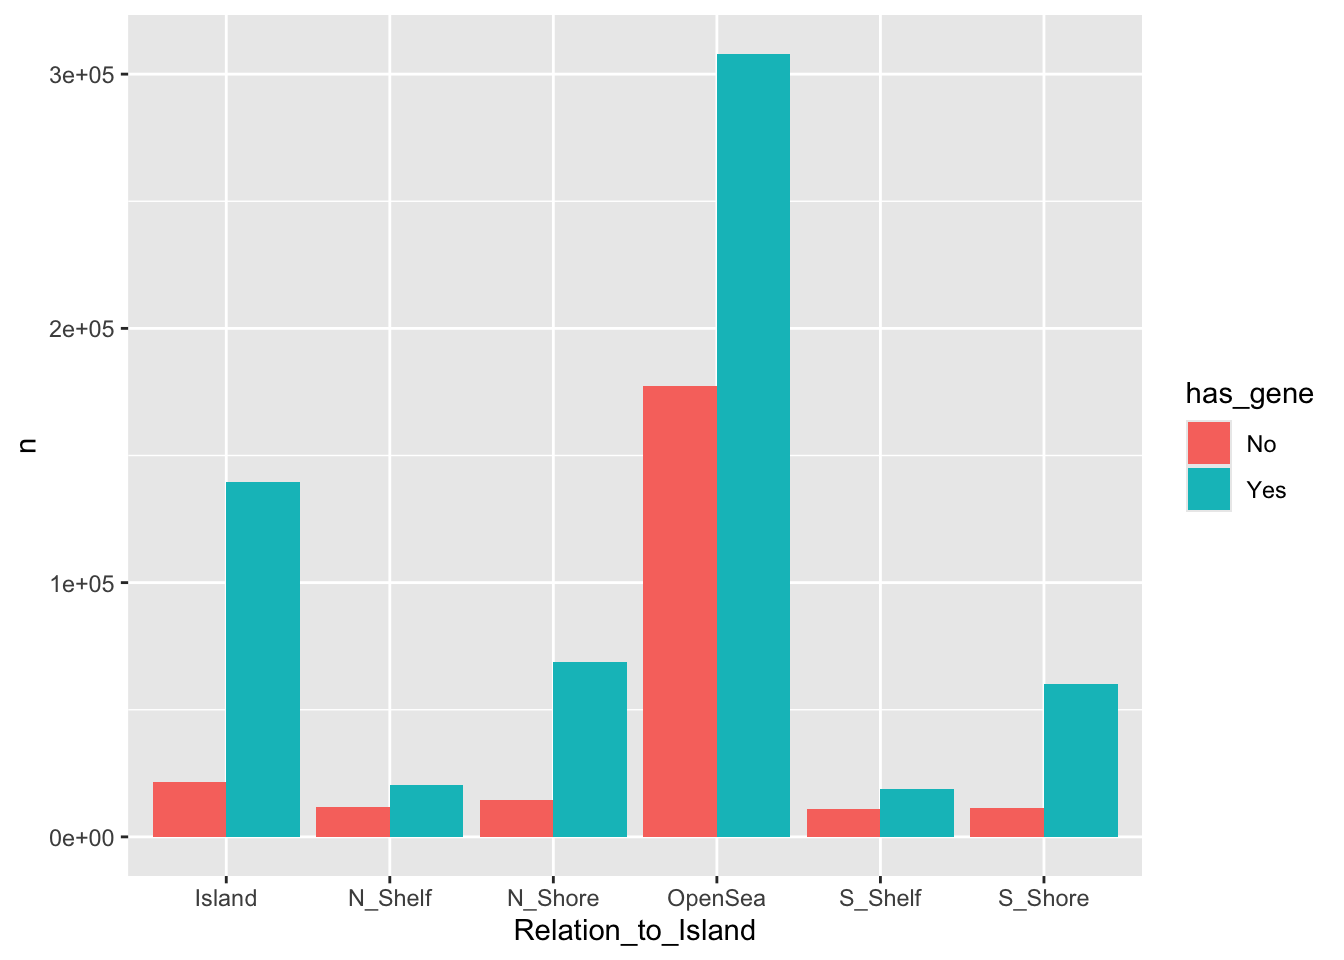 3e+05
2e+05
1e+05
0e+00
n
Island N_Shelf N_Shore OpenSea S_Shelf S_Shore
Relation_to_Island
has_gene
No
Yes